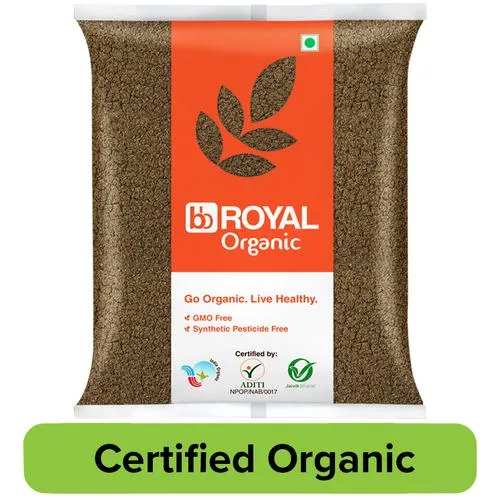 bb ROYAL
Organic
Go Organic. Live Healthy.
GMO Free
Synthetic Pesticide Free
Certified by:
ADITI
NPOP/NAB/0017
Jaivik Bharat
Certified Organic